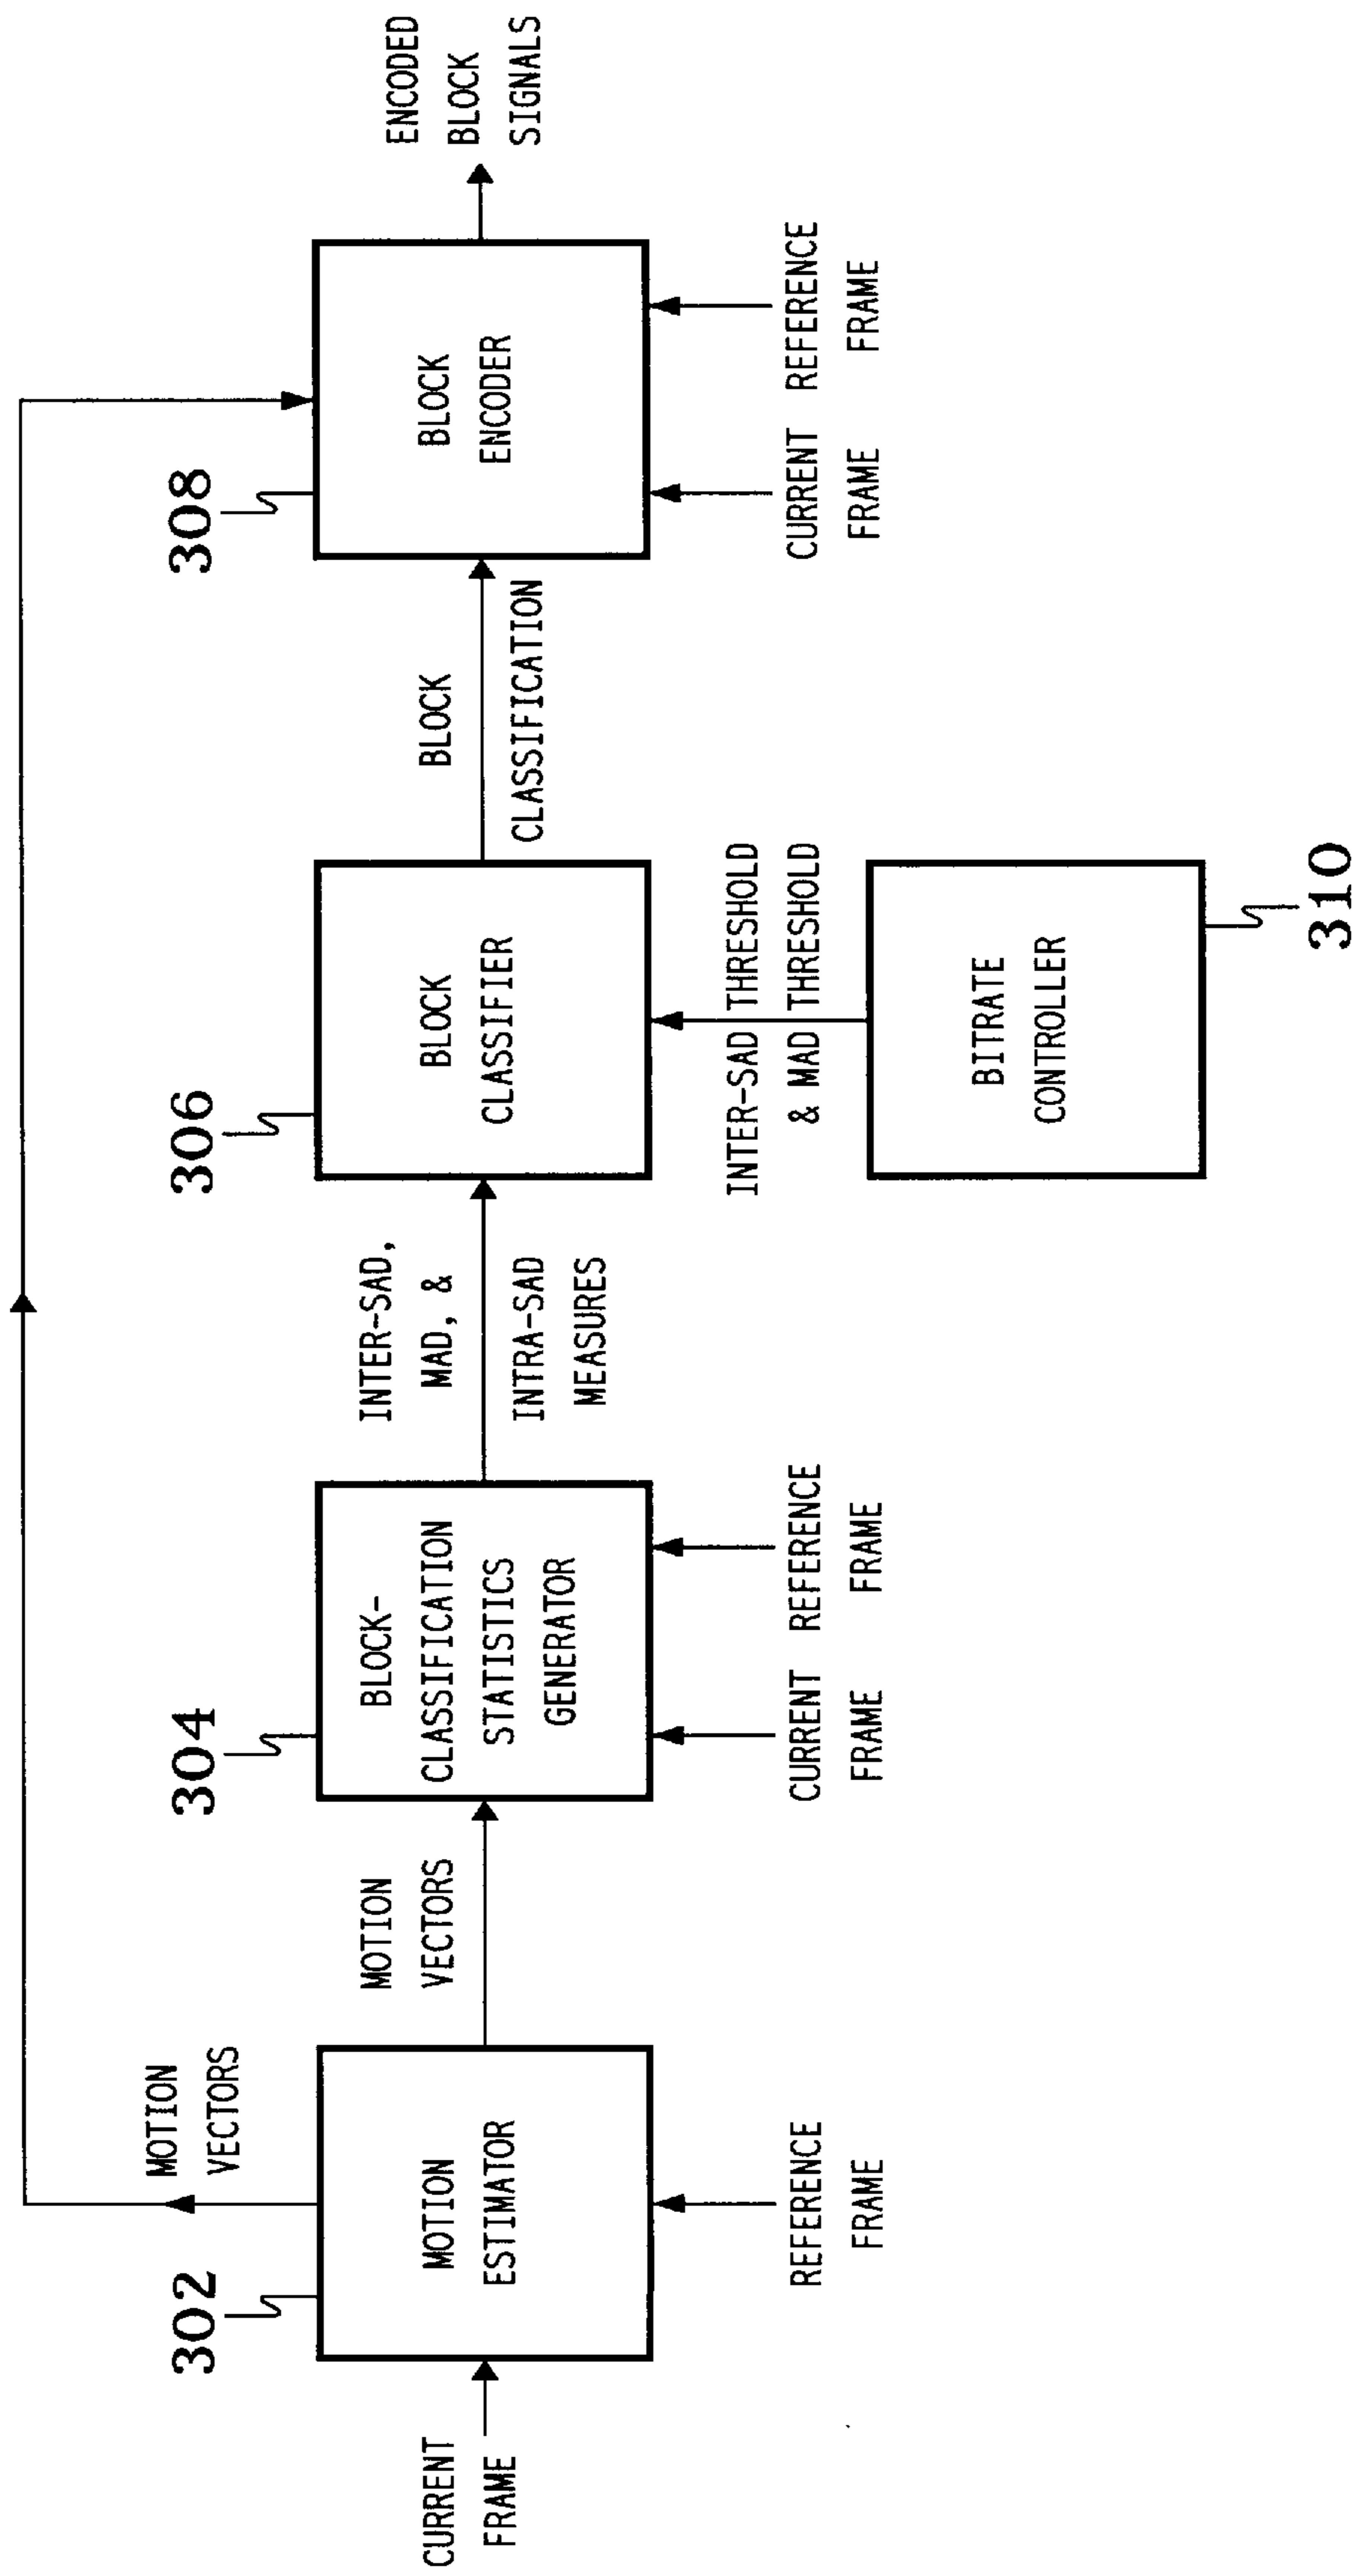 MOTION
VECTORS
302
304
306
308
CURRENT
FRAME
MOTION
ESTIMATOR
REFERENCE
FRAME
MOTION
VECTORS
BLOCK-
CLASSIFICATION
STATISTICS
GENERATOR
CURRENT
FRAME
REFERENCE
FRAME
INTER-SAD,
MAD, &
INTRA-SAD
MEASURES
BLOCK
CLASSIFIER
INTER-SAD THRESHOLD
& MAD THRESHOLD
BITRATE
CONTROLLER
310
BLOCK
CLASSIFICATION
BLOCK
ENCODER
CURRENT
FRAME
REFERENCE
FRAME
ENCODED
BLOCK
SIGNALS